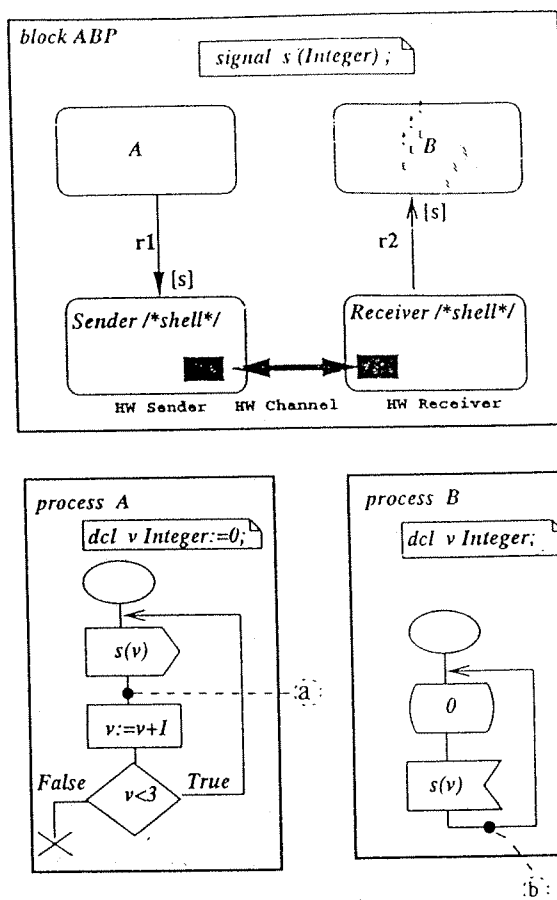 block ABP
signal s (Integer) ;
A
B
r1
[s]
r2
[s]
Sender /*shell*/
Receiver /*shell*/
HW Sender
HW Channel
HW Receiver
process A
dcl v Integer:=0;
s(v)
a
v:=v+1
False
True
v<3
process B
dcl v Integer;
0
s(v)
b